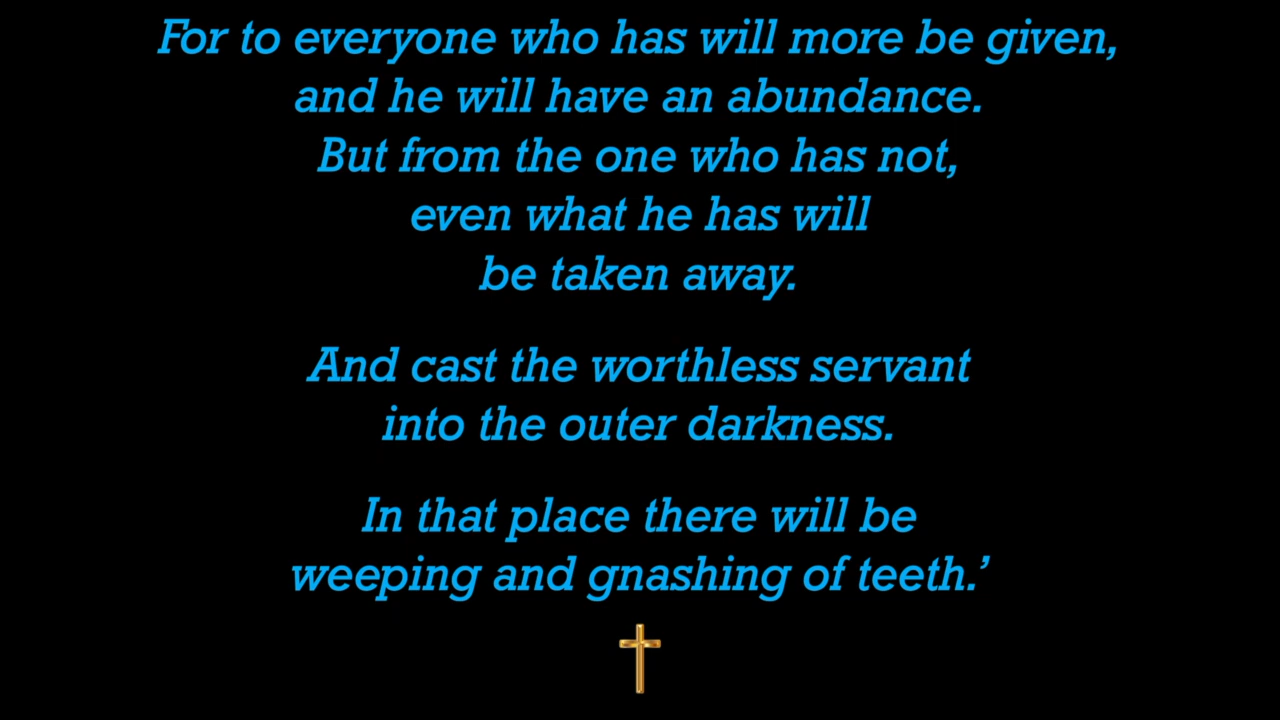 For to everyone who has will more be given,
and he will have an abundance.
But from the one who has not,
even what he has will
be taken away.
And cast the worthless servant
into the outer darkness.
In that place there will be
weeping and gnashing of teeth.’